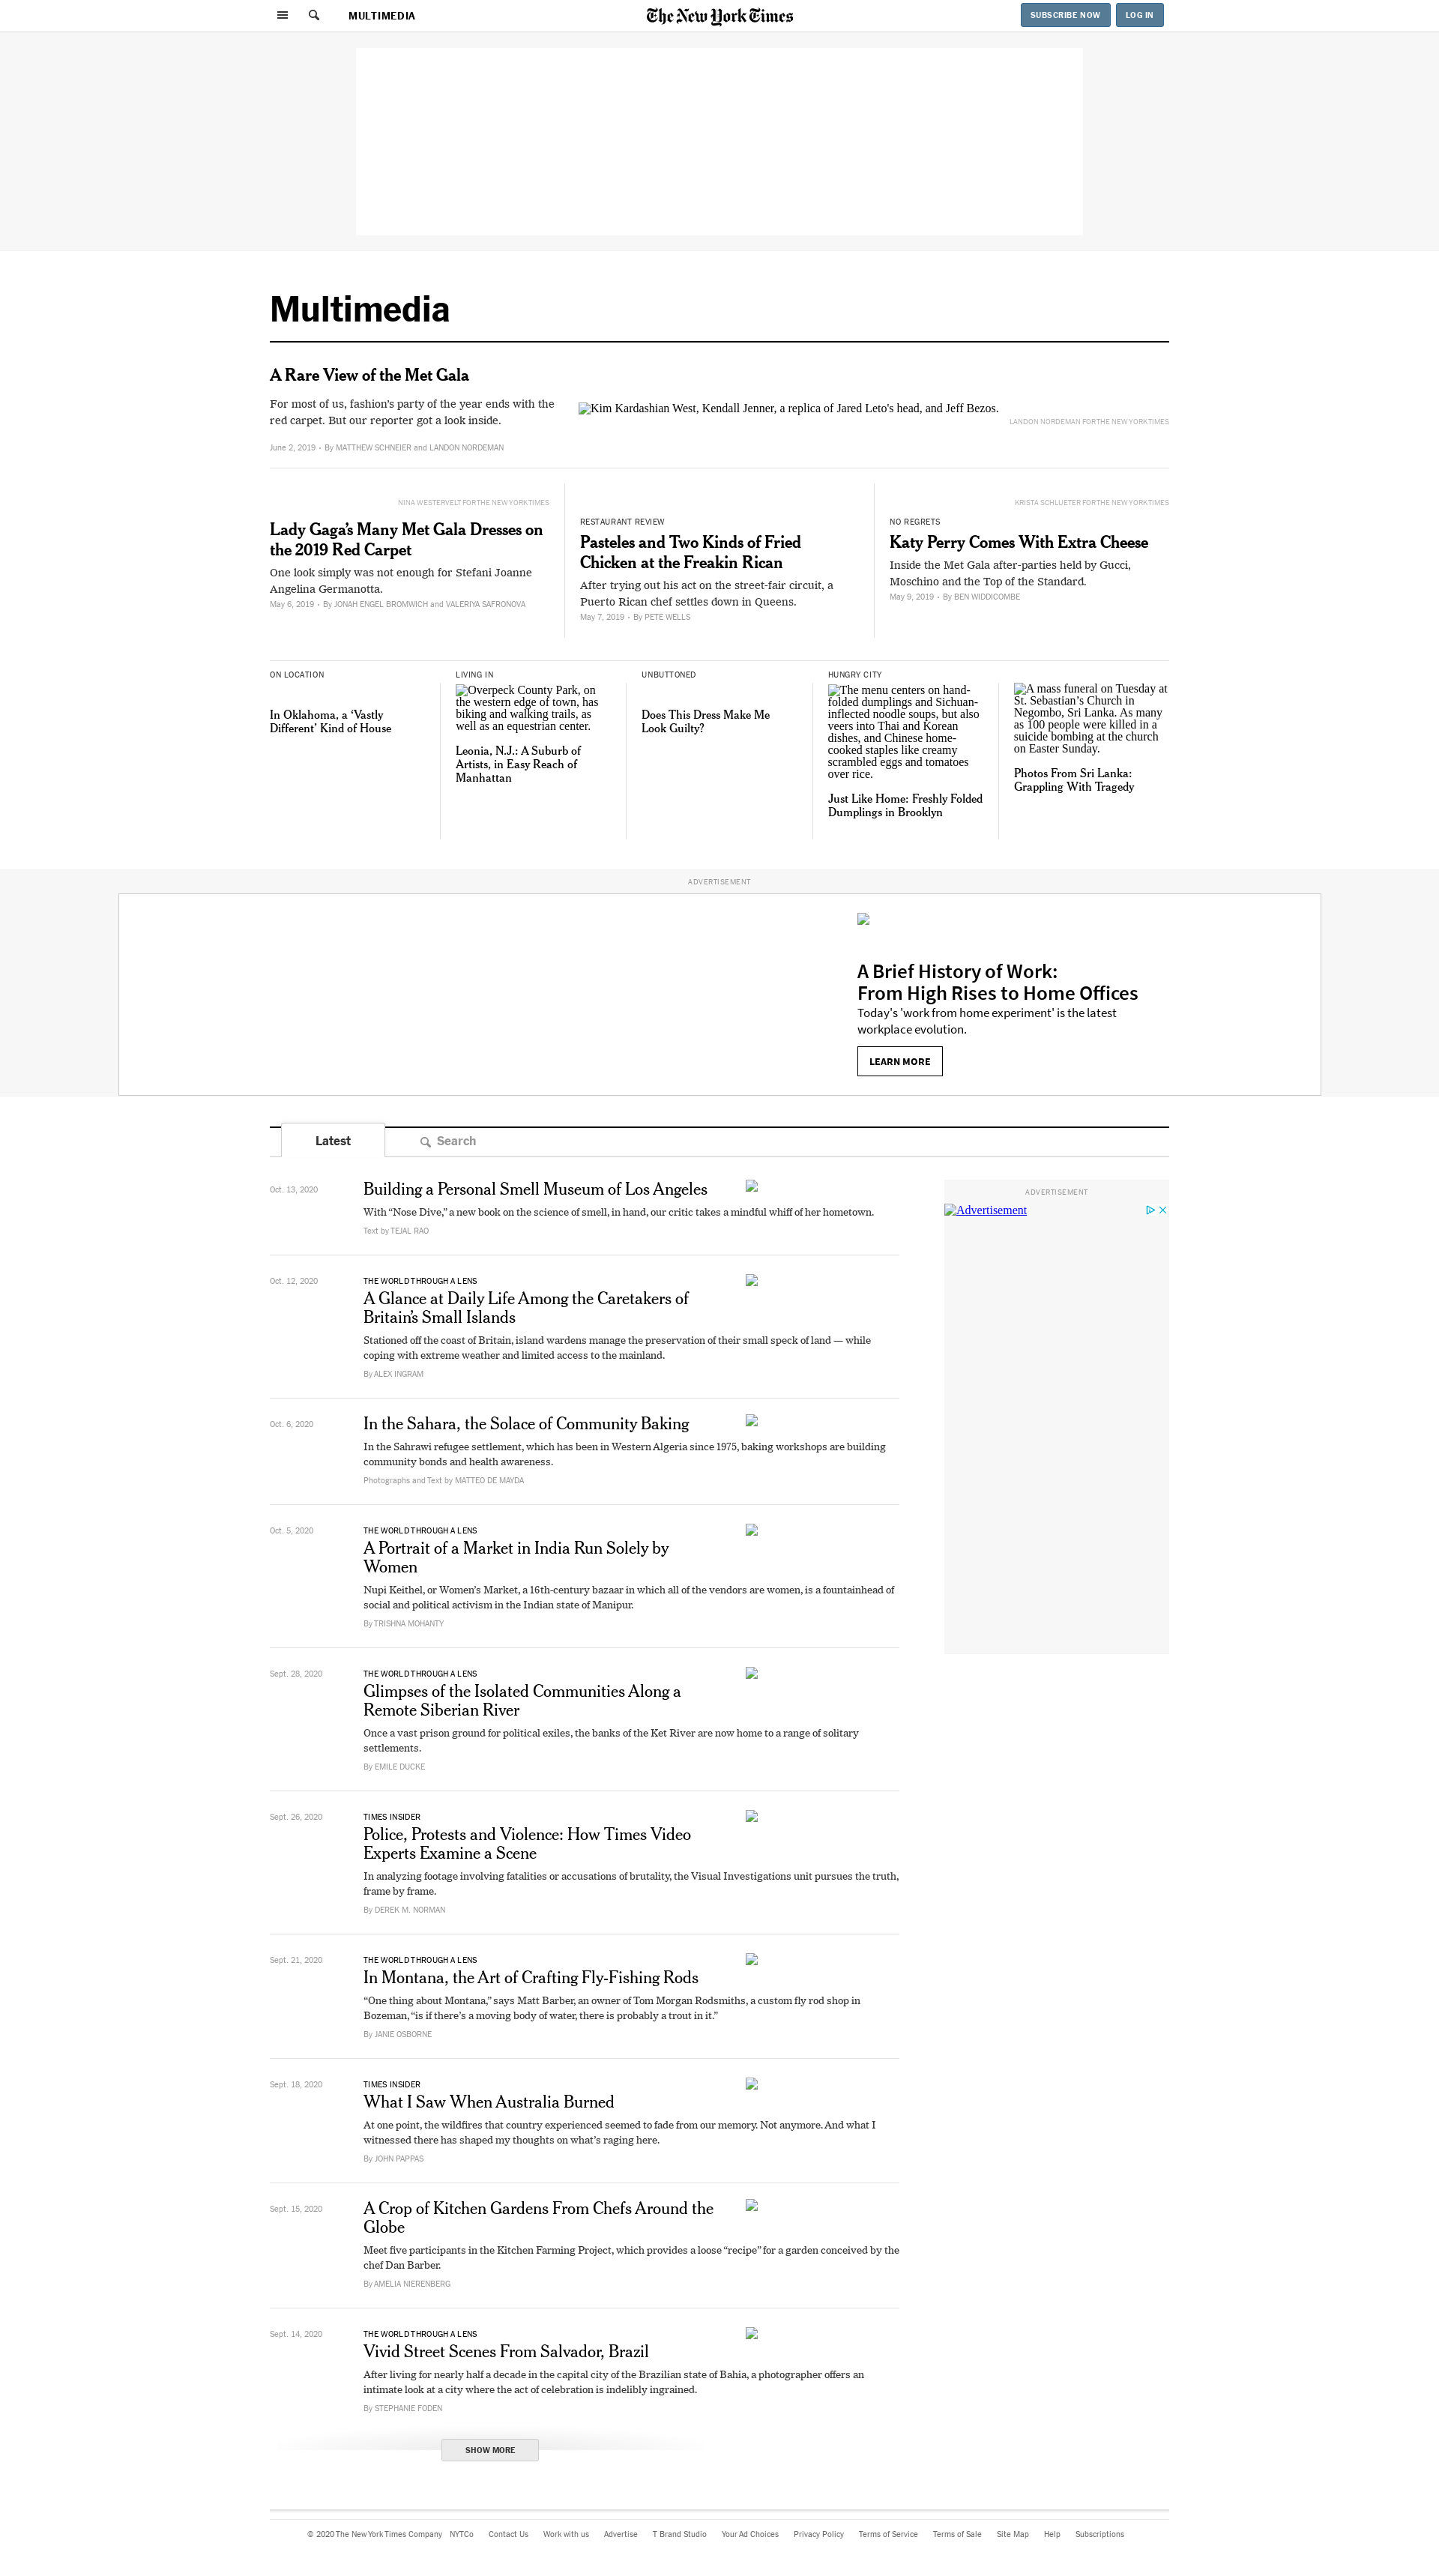 MULTIMEDIA
The New York Times
SUBSCRIBE NOW
LOG IN
Multimedia
A Rare View of the Met Gala
For most of us, fashion's party of the year ends with the
red carpet. But our reporter got a look inside.
June 2, 2019 • By MATTHEW SCHNEIER and LANDON NORDEMAN
Kim Kardashian West, Kendall Jenner, a replica of Jared Leto's head, and Jeff Bezos.
LANDON NORDEMAN FOR THE NEW YORK TIMES
NINA WESTERVELT FOR THE NEW YORK TIMES
Lady Gaga’s Many Met Gala Dresses on
the 2019 Red Carpet
One look simply was not enough for Stefani Joanne
Angelina Germanotta.
May 6, 2019 • By JONAH ENGEL BROMWICH and VALERIYA SAFRONOVA
RESTAURANT REVIEW
Pasteles and Two Kinds of Fried
Chicken at the Freakin Rican
After trying out his act on the street-fair circuit, a
Puerto Rican chef settles down in Queens.
May 7, 2019 • By PETE WELLS
KRISTA SCHLUETER FOR THE NEW YORK TIMES
NO REGRETS
Katy Perry Comes With Extra Cheese
Inside the Met Gala after-parties held by Gucci,
Moschino and the Top of the Standard.
May 9, 2019 • By BEN WIDDICOMBE
ON LOCATION
In Oklahoma, a ‘Vastly
Different’ Kind of House
LIVING IN
Overpeck County Park, on
the western edge of town, has
biking and walking trails, as
well as an equestrian center.
Leonia, N.J.: A Suburb of
Artists, in Easy Reach of
Manhattan
UNBUTTONED
Does This Dress Make Me
Look Guilty?
HUNGRY CITY
The menu centers on hand-
folded dumplings and Sichuan-
inflected noodle soups, but also
veers into Thai and Korean
dishes, and Chinese home-
cooked staples like creamy
scrambled eggs and tomatoes
over rice.
Just Like Home: Freshly Folded
Dumplings in Brooklyn
A mass funeral on Tuesday at
St. Sebastian’s Church in
Negombo, Sri Lanka. As many
as 100 people were killed in a
suicide bombing at the church
on Easter Sunday.
Photos From Sri Lanka:
Grappling With Tragedy
ADVERTISEMENT
A Brief History of Work:
From High Rises to Home Offices
Today's 'work from home experiment' is the latest
workplace evolution.
LEARN MORE
Latest
Search
Oct. 13, 2020
Building a Personal Smell Museum of Los Angeles
With “Nose Dive,” a new book on the science of smell, in hand, our critic takes a mindful whiff of her hometown.
Text by TEJAL RAO
ADVERTISEMENT
Advertisement
Oct. 12, 2020
THE WORLD THROUGH A LENS
A Glance at Daily Life Among the Caretakers of
Britain’s Small Islands
Stationed off the coast of Britain, island wardens manage the preservation of their small speck of land — while
coping with extreme weather and limited access to the mainland.
By ALEX INGRAM
Oct. 6, 2020
In the Sahara, the Solace of Community Baking
In the Sahrawi refugee settlement, which has been in Western Algeria since 1975, baking workshops are building
community bonds and health awareness.
Photographs and Text by MATTEO DE MAYDA
Oct. 5, 2020
THE WORLD THROUGH A LENS
A Portrait of a Market in India Run Solely by
Women
Nupi Keithel, or Women’s Market, a 16th-century bazaar in which all of the vendors are women, is a fountainhead of
social and political activism in the Indian state of Manipur.
By TRISHNA MOHANTY
Sept. 28, 2020
THE WORLD THROUGH A LENS
Glimpses of the Isolated Communities Along a
Remote Siberian River
Once a vast prison ground for political exiles, the banks of the Ket River are now home to a range of solitary
settlements.
By EMILE DUCKE
Sept. 26, 2020
TIMES INSIDER
Police, Protests and Violence: How Times Video
Experts Examine a Scene
In analyzing footage involving fatalities or accusations of brutality, the Visual Investigations unit pursues the truth,
frame by frame.
By DEREK M. NORMAN
Sept. 21, 2020
THE WORLD THROUGH A LENS
In Montana, the Art of Crafting Fly-Fishing Rods
“One thing about Montana,” says Matt Barber, an owner of Tom Morgan Rodsmiths, a custom fly rod shop in
Bozeman, “is if there’s a moving body of water, there is probably a trout in it.”
By JANIE OSBORNE
Sept. 18, 2020
TIMES INSIDER
What I Saw When Australia Burned
At one point, the wildfires that country experienced seemed to fade from our memory. Not anymore. And what I
witnessed there has shaped my thoughts on what’s raging here.
By JOHN PAPPAS
Sept. 15, 2020
A Crop of Kitchen Gardens From Chefs Around the
Globe
Meet five participants in the Kitchen Farming Project, which provides a loose “recipe” for a garden conceived by the
chef Dan Barber.
By AMELIA NIERENBERG
Sept. 14, 2020
THE WORLD THROUGH A LENS
Vivid Street Scenes From Salvador, Brazil
After living for nearly half a decade in the capital city of the Brazilian state of Bahia, a photographer offers an
intimate look at a city where the act of celebration is indelibly ingrained.
By STEPHANIE FODEN
SHOW MORE
© 2020 The New York Times Company NYTCo Contact Us Work with us Advertise T Brand Studio Your Ad Choices Privacy Policy Terms of Service Terms of Sale Site Map Help Subscriptions